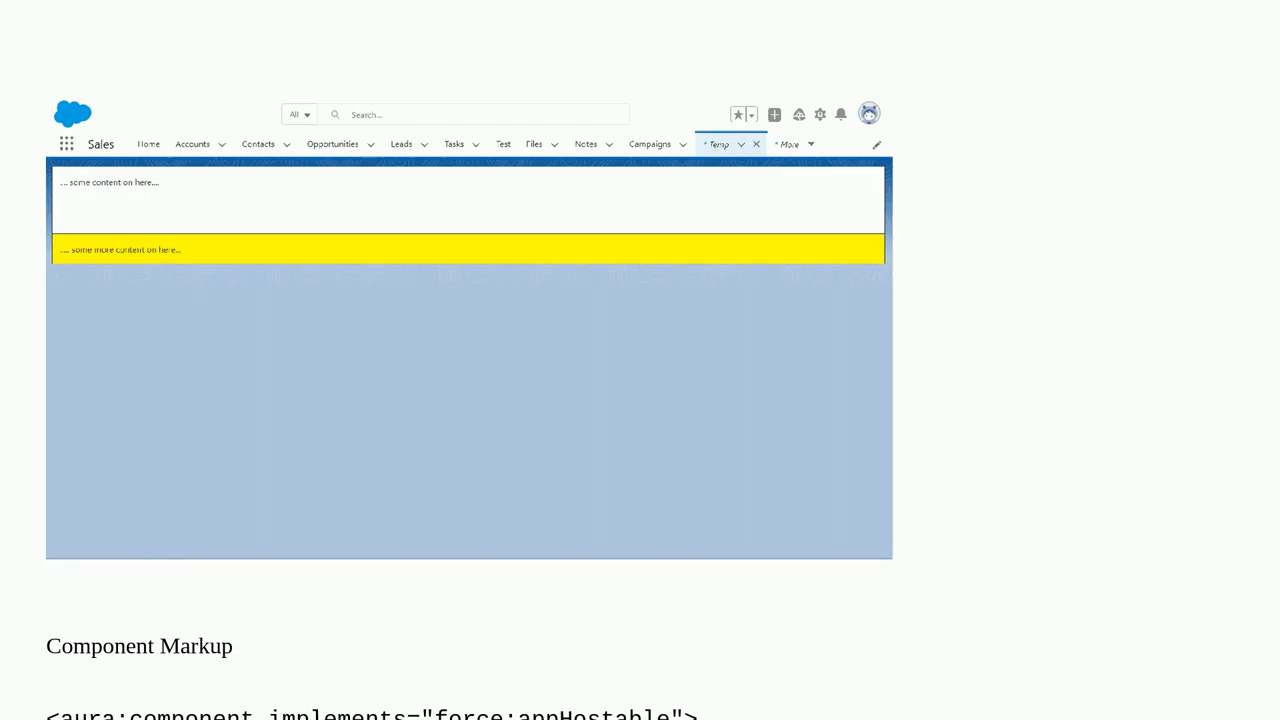 All Search...
Sales Home Accounts Contacts Opportunities Leads Tasks Test Files Notes Campaigns * Temp * More
... some content on here....
.... some more content on here...
Component Markup
<aura:component implements="force:appHostable">